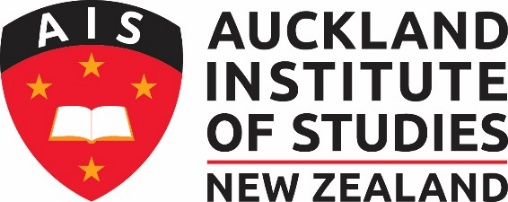 AIS
AUCKLAND
INSTITUTE
OF STUDIES
NEW ZEALAND